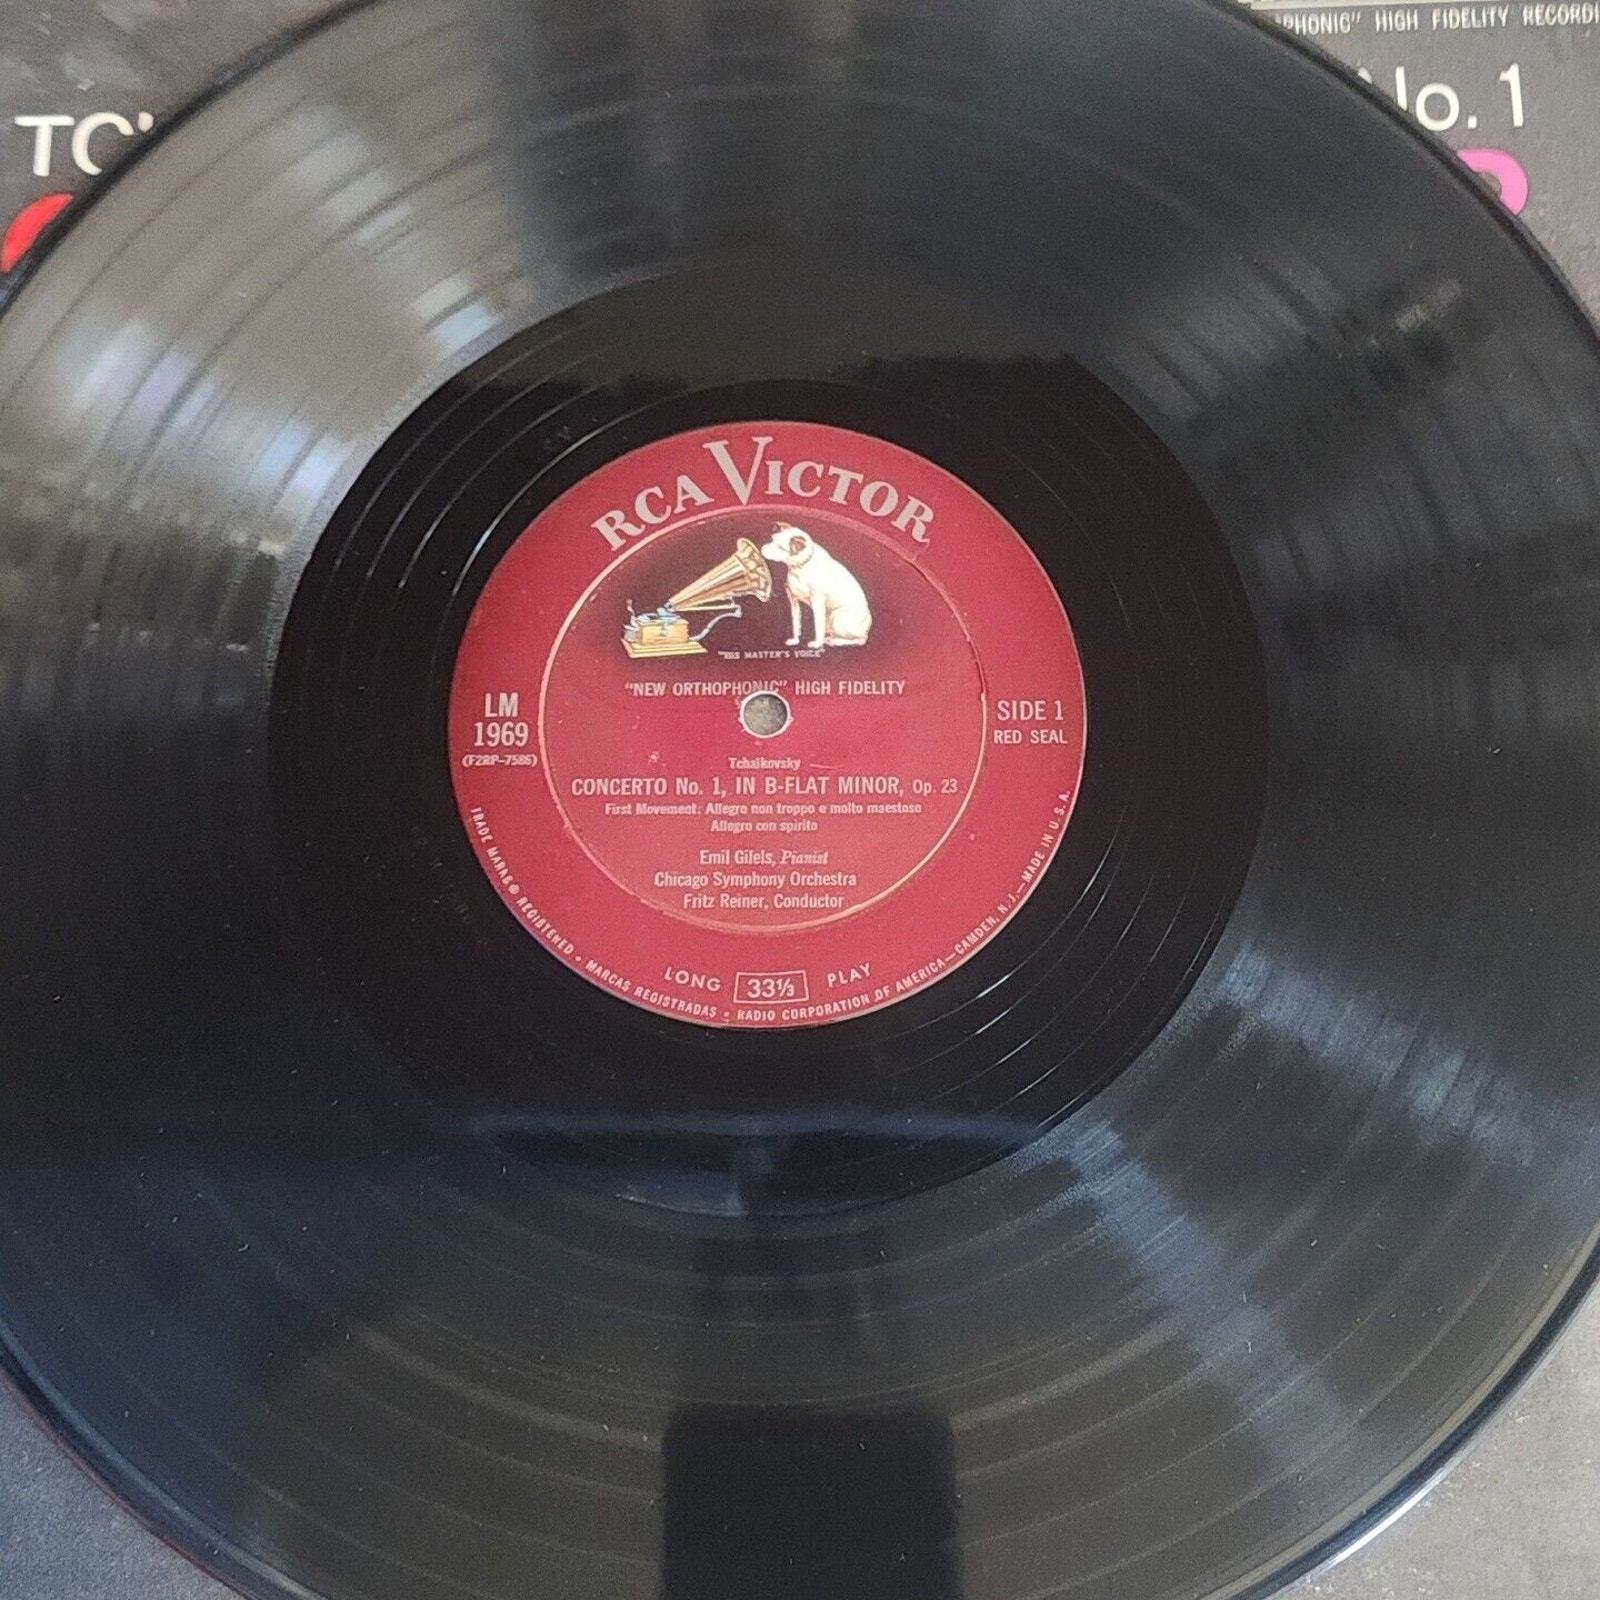 PHONIC" HIGH FIDELITY RECORDI
TC
No. 1
RCA VICTOR
"HIS MASTER'S VOICE"
"NEW ORTHOPHONIC" HIGH FIDELITY
LM
1969
(F2RP-7586)
SIDE 1
RED SEAL
Tchaikovsky
CONCERTO No. 1, IN B-FLAT MINOR, Op. 23
First Movement: Allegro non troppo e molto maestoso
Allegro con spirito
Emil Gilels, Pianist
Chicago Symphony Orchestra
Fritz Reiner, Conductor
LONG 33⅓ PLAY
TRADE MARKS ® REGISTERED • MARCAS REGISTRADAS • RADIO CORPORATION OF AMERICA—CAMDEN, N.J.—MADE IN U.S.A.